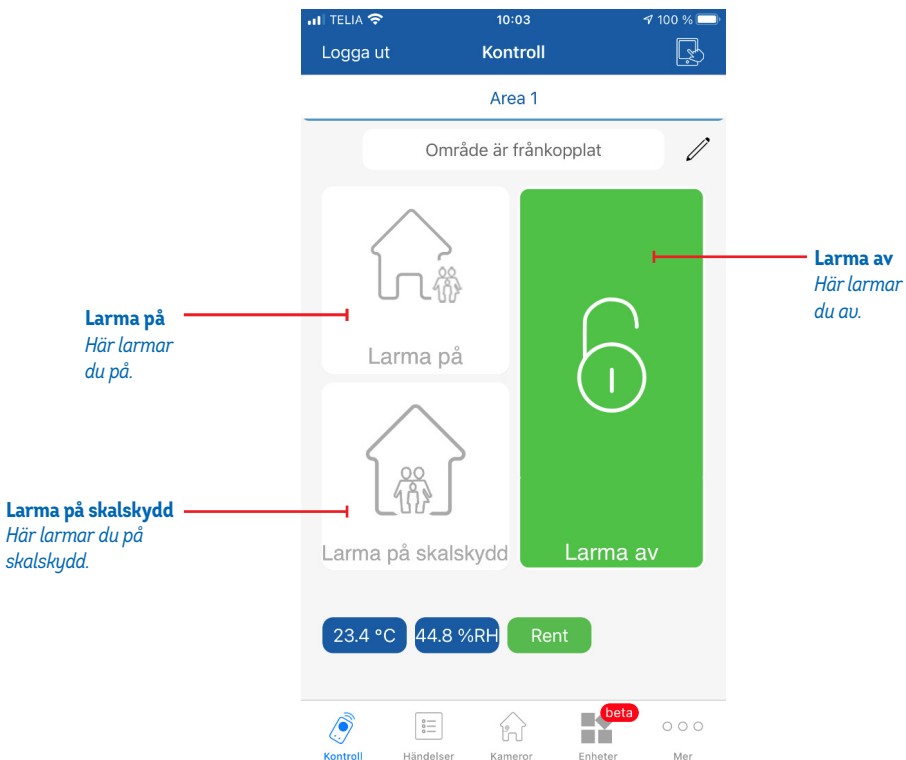 TELIA 10:03 100 %
Logga ut Kontroll
Area 1
Område är frånkopplat
Larma på
Larma på skalskydd
Larma av
23.4 °C 44.8 %RH Rent
beta
Kontroll Händelser Kameror Enheter Mer
Larma på
Här larmar
du på.
Larma på skalskydd
Här larmar du på
skalskydd.
Larma av
Här larmar
du av.